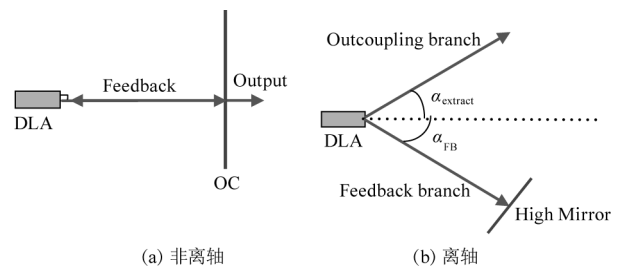 Feedback
Output
DLA
OC
(a) 非离轴
Outcoupling branch
α_extract
DLA
α_FB
Feedback branch
High Mirror
(b) 离轴